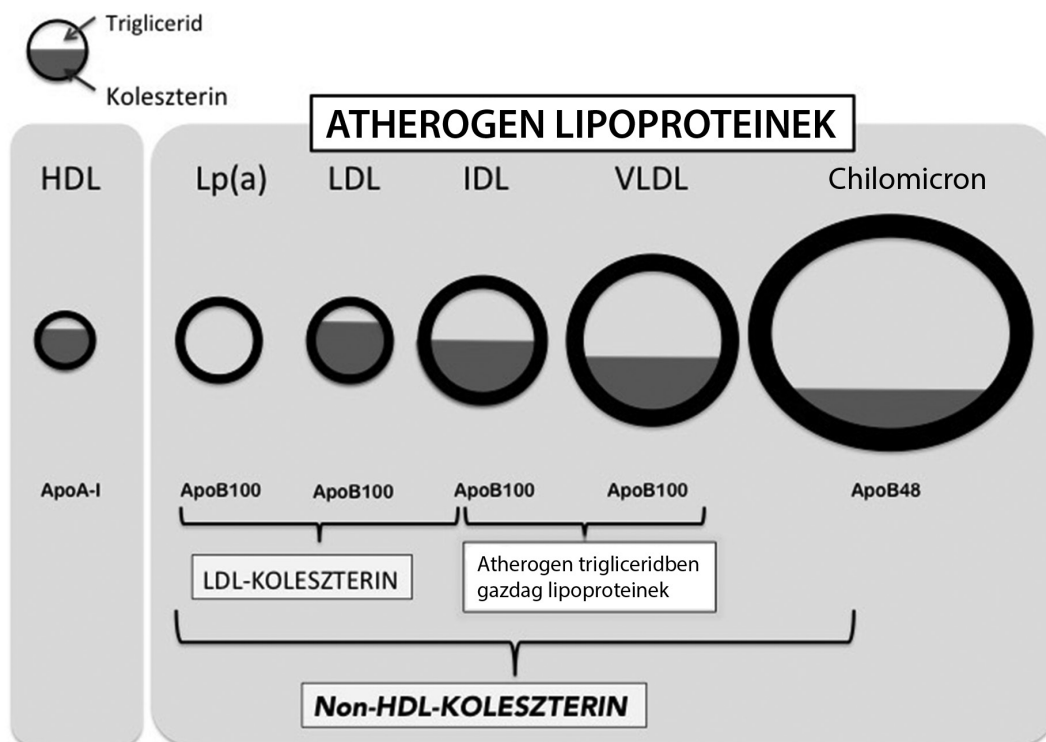 Triglicerid
Koleszterin
ATHEROGEN LIPOPROTEINEK
HDL
Lp(a)
LDL
IDL
VLDL
Chilomicron
ApoA-I
ApoB100
ApoB100
ApoB100
ApoB100
ApoB48
LDL-KOLESZTERIN
Atherogen trigliceridben
gazdag lipoproteinek
Non-HDL-KOLESZTERIN